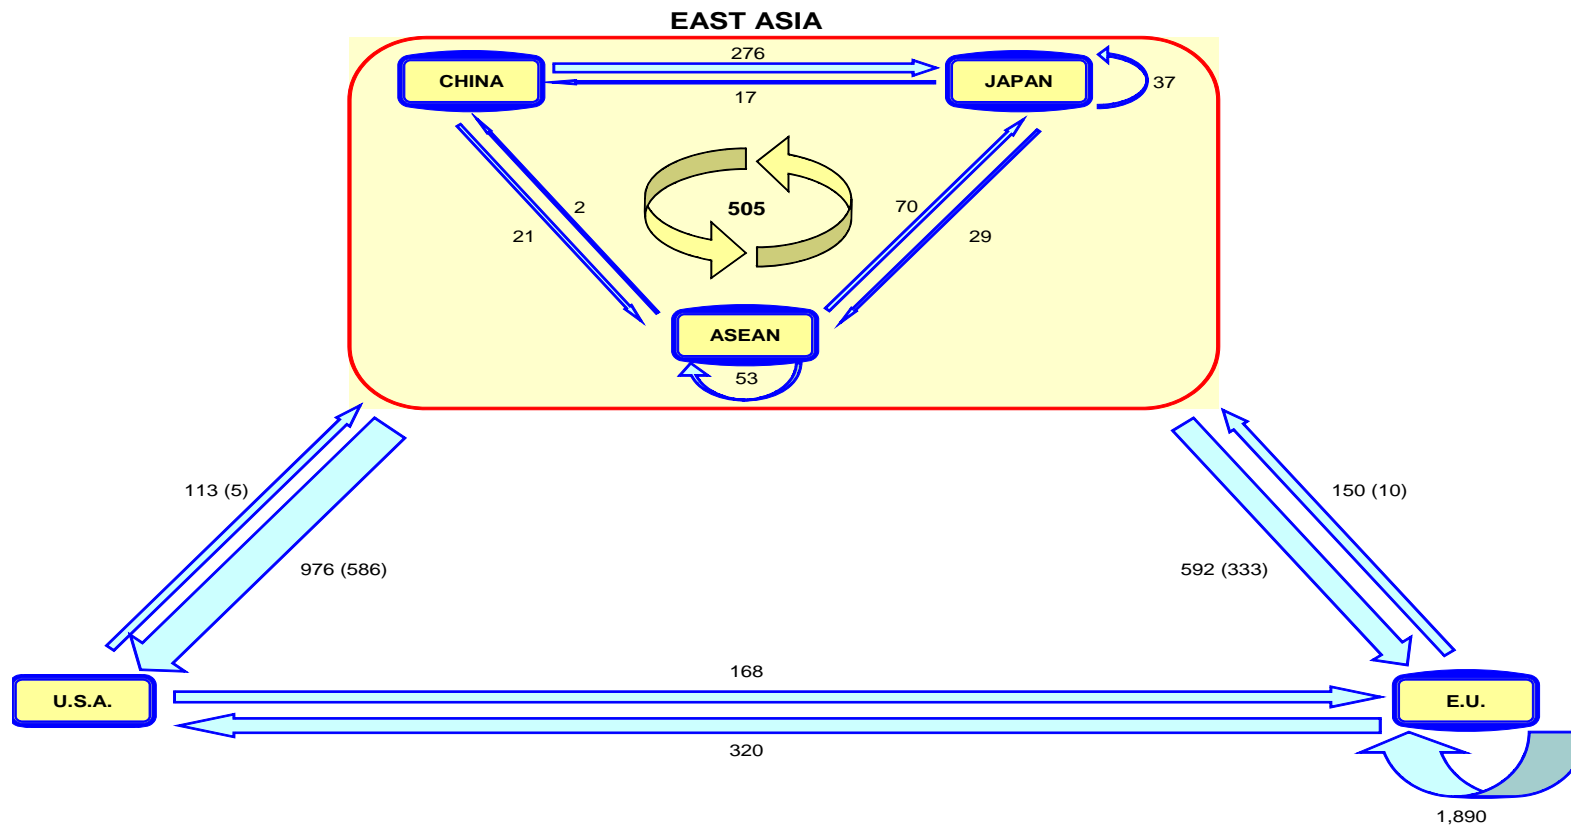 EAST ASIA
276
CHINA
JAPAN
37
17
2
505
70
21
29
ASEAN
53
113 (5)
150 (10)
976 (586)
592 (333)
168
U.S.A.
E.U.
320
1,890